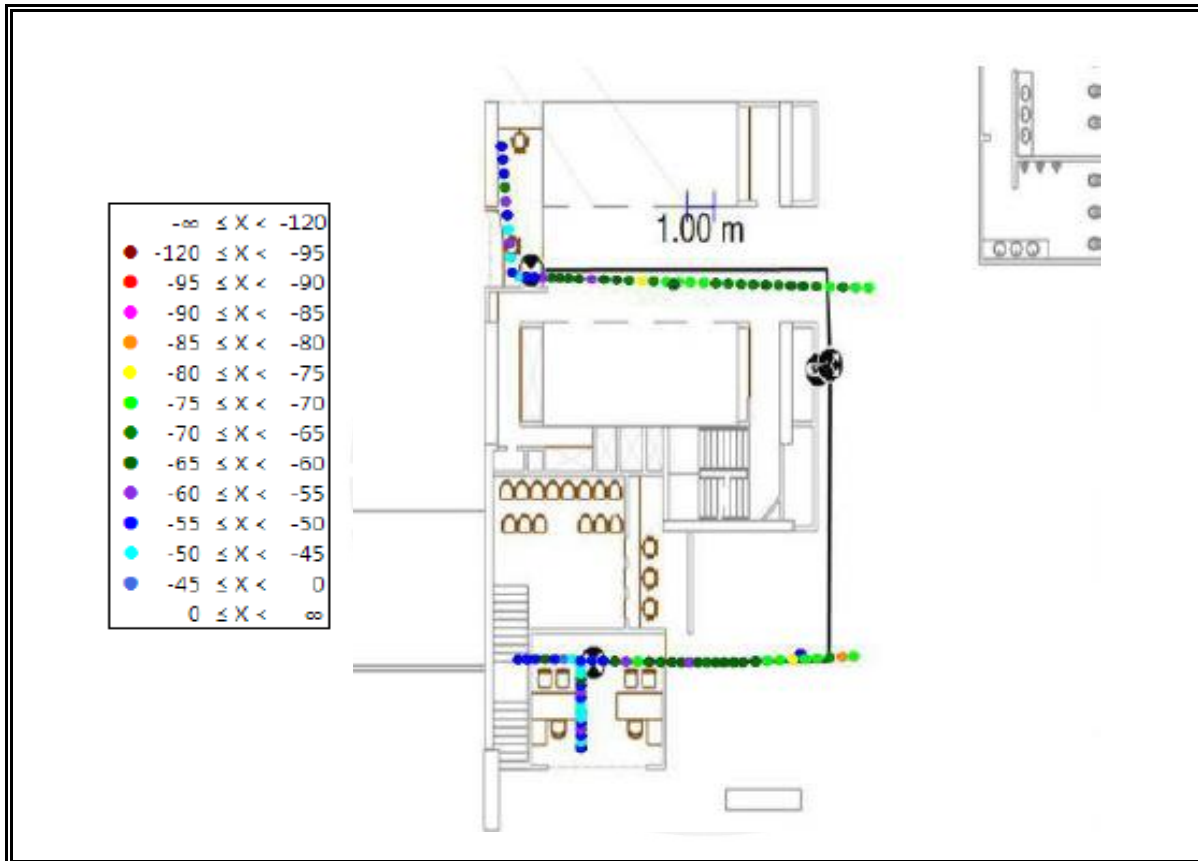 -∞ ≤ X < -120
-120 ≤ X < -95
-95 ≤ X < -90
-90 ≤ X < -85
-85 ≤ X < -80
-80 ≤ X < -75
-75 ≤ X < -70
-70 ≤ X < -65
-65 ≤ X < -60
-60 ≤ X < -55
-55 ≤ X < -50
-50 ≤ X < -45
-45 ≤ X < 0
0 ≤ X < ∞
1.00 m